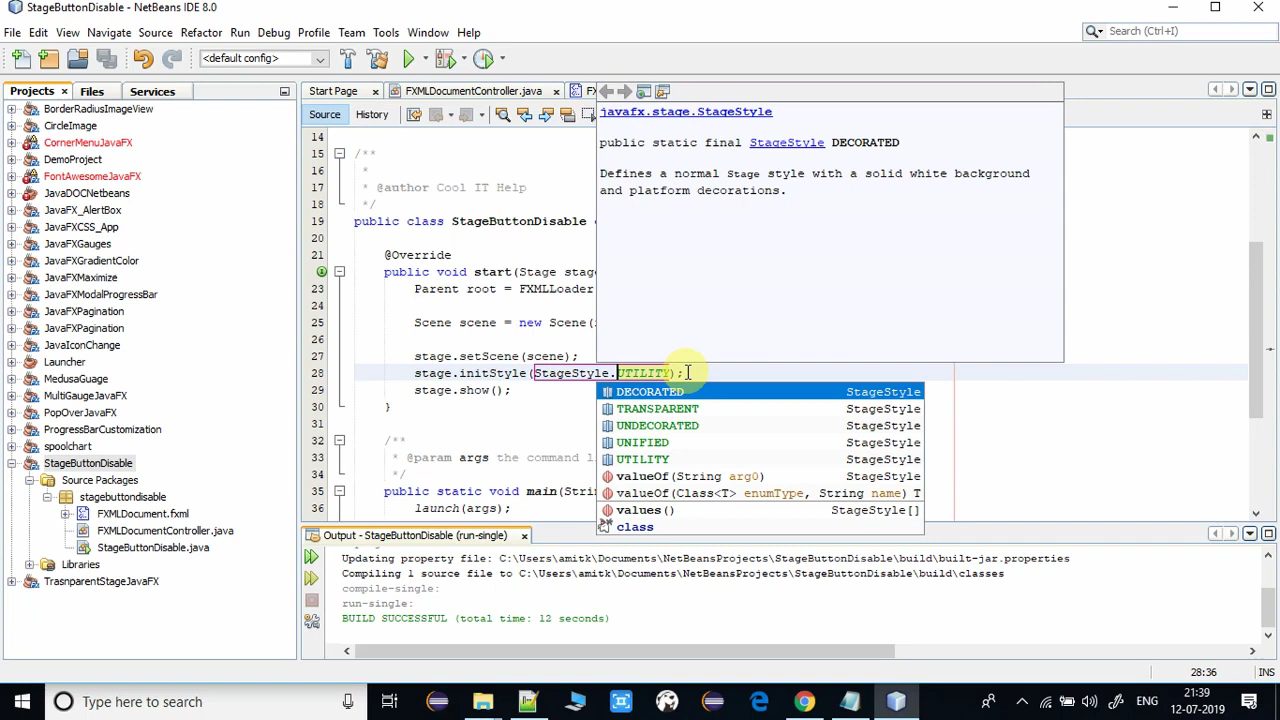 StageButtonDisable - NetBeans IDE 8.0
File Edit View Navigate Source Refactor Run Debug Profile Team Tools Window Help
Search (Ctrl+I)
<default config>
Projects Files Services
Start Page FXMLDocumentController.java
Source History
BorderRadiusImageView
CircleImage
CornerMenuJavaFX
DemoProject
FontAwesomeJavaFX
JavaDOCNetbeans
JavaFX_AlertBox
JavaFXCSS_App
JavaFXGauges
JavaFXGradientColor
JavaFXMaximize
JavaFXModalProgressBar
JavaFXPagination
JavaFXPagination
JavaIconChange
Launcher
MedusaGuage
MultiGaugeJavaFX
PopOverJavaFX
ProgressBarCustomization
spoolchart
StageButtonDisable
Source Packages
stagebuttondisable
FXMLDocument.fxml
FXMLDocumentController.java
StageButtonDisable.java
Libraries
TrasnparentStageJavaFX
14
15 /**
16 *
17 * @author Cool IT Help
18 */
19 public class StageButtonDisable
20
21 @Override
22 public void start(Stage stag
23 Parent root = FXMLLoader
24
25 Scene scene = new Scene(
26
27 stage.setScene(scene);
28 stage.initStyle(StageStyle.UTILITY);
29 stage.show();
30 }
31
32 /**
33 * @param args the command l
34 */
35 public static void main(Stri
36 launch(args);
javafx.stage.StageStyle
public static final StageStyle DECORATED
Defines a normal Stage style with a solid white background
and platform decorations.
DECORATED StageStyle
TRANSPARENT StageStyle
UNDECORATED StageStyle
UNIFIED StageStyle
UTILITY StageStyle
valueOf(String arg0) StageStyle
valueOf(Class<T> enumType, String name) T
values() StageStyle[]
class
Output - StageButtonDisable (run-single)
Updating property file: C:\Users\amitk\Documents\NetBeansProjects\StageButtonDisable\build\built-jar.properties
Compiling 1 source file to C:\Users\amitk\Documents\NetBeansProjects\StageButtonDisable\build\classes
compile-single:
run-single:
BUILD SUCCESSFUL (total time: 12 seconds)
28:36 INS
Type here to search
ENG
21:39
12-07-2019